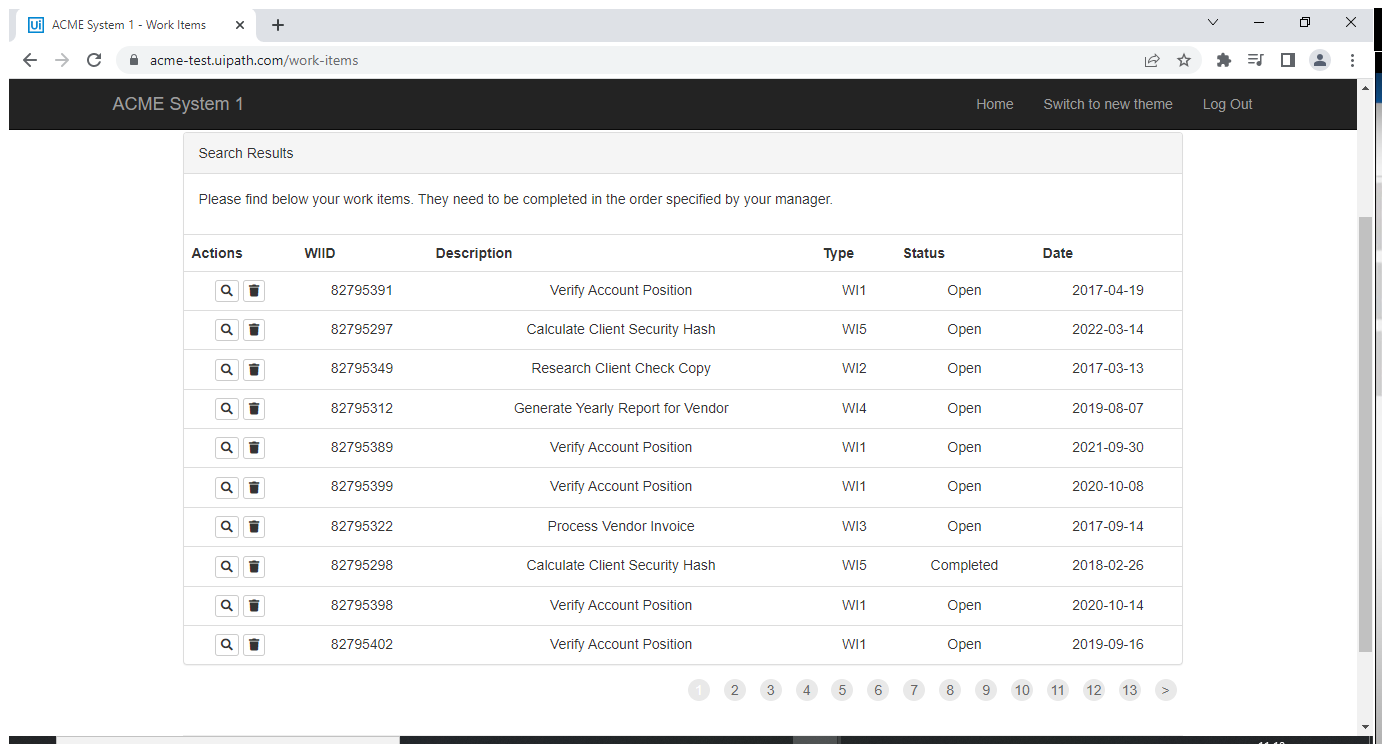 Ui ACME System 1 - Work Items
acme-test.uipath.com/work-items
ACME System 1 Home Switch to new theme Log Out
Search Results
Please find below your work items. They need to be completed in the order specified by your manager.
Actions WIID Description Type Status Date
82795391 Verify Account Position WI1 Open 2017-04-19
82795297 Calculate Client Security Hash WI5 Open 2022-03-14
82795349 Research Client Check Copy WI2 Open 2017-03-13
82795312 Generate Yearly Report for Vendor WI4 Open 2019-08-07
82795389 Verify Account Position WI1 Open 2021-09-30
82795399 Verify Account Position WI1 Open 2020-10-08
82795322 Process Vendor Invoice WI3 Open 2017-09-14
82795298 Calculate Client Security Hash WI5 Completed 2018-02-26
82795398 Verify Account Position WI1 Open 2020-10-14
82795402 Verify Account Position WI1 Open 2019-09-16
1 2 3 4 5 6 7 8 9 10 11 12 13 >